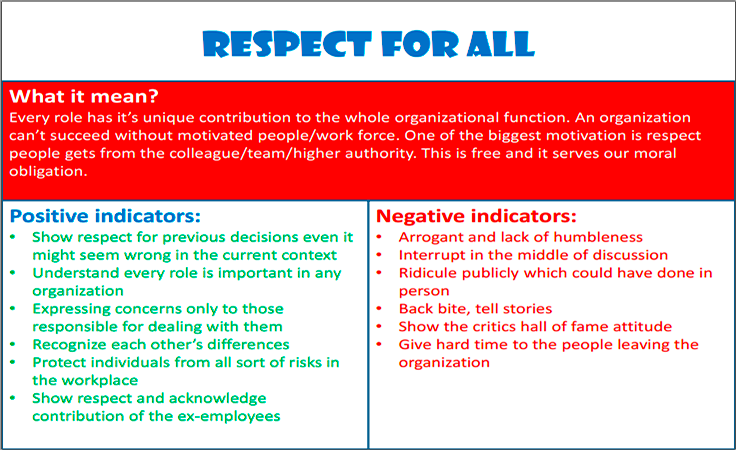 RESPECT FOR ALL
What it mean?
Every role has it's unique contribution to the whole organizational function. An organization
can't succeed without motivated people/work force. One of the biggest motivation is respect
people gets from the colleague/team/higher authority. This is free and it serves our moral
obligation.
Positive indicators:
• Show respect for previous decisions even it
might seem wrong in the current context
• Understand every role is important in any
organization
• Expressing concerns only to those
responsible for dealing with them
• Recognize each other's differences
• Protect individuals from all sort of risks in
the workplace
• Show respect and acknowledge
contribution of the ex-employees
Negative indicators:
• Arrogant and lack of humbleness
• Interrupt in the middle of discussion
• Ridicule publicly which could have done in
person
• Back bite, tell stories
• Show the critics hall of fame attitude
• Give hard time to the people leaving the
organization